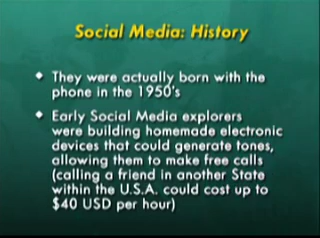 Social Media: History
◆ They were actually born with the
phone in the 1950's
◆ Early Social Media explorers
were building homemade electronic
devices that could generate tones,
allowing them to make free calls
(calling a friend in another State
within the U.S.A. could cost up to
$40 USD per hour)